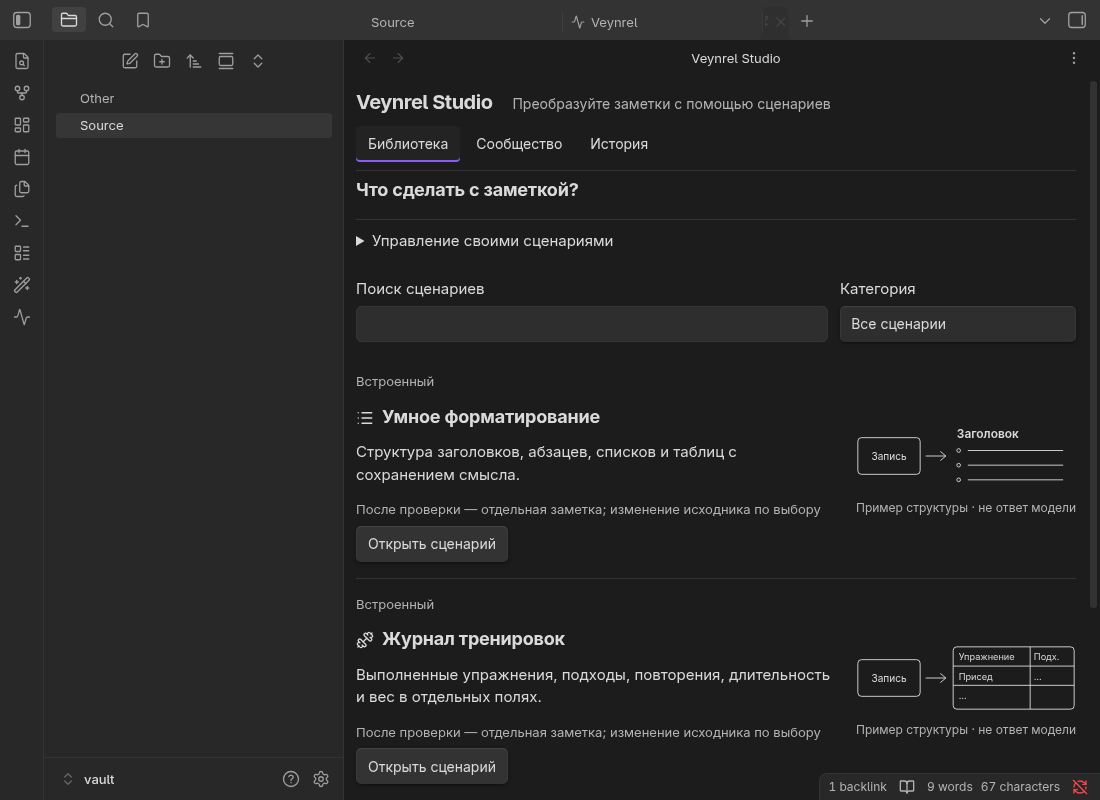 Source
Veynrel
Veynrel Studio
Other
Source
Veynrel Studio
Преобразуйте заметки с помощью сценариев
Библиотека
Сообщество
История
Что сделать с заметкой?
Управление своими сценариями
Поиск сценариев
Категория
Все сценарии
Встроенный
Умное форматирование
Структура заголовков, абзацев, списков и таблиц с
сохранением смысла.
После проверки — отдельная заметка; изменение исходника по выбору
Открыть сценарий
Запись
Заголовок
Пример структуры · не ответ модели
Встроенный
Журнал тренировок
Выполненные упражнения, подходы, повторения, длительность
и вес в отдельных полях.
После проверки — отдельная заметка; изменение исходника по выбору
Открыть сценарий
Запись
Упражнение Подх.
Присед ...
...
Пример структуры · не ответ модели
vault
1 backlink 9 words 67 characters